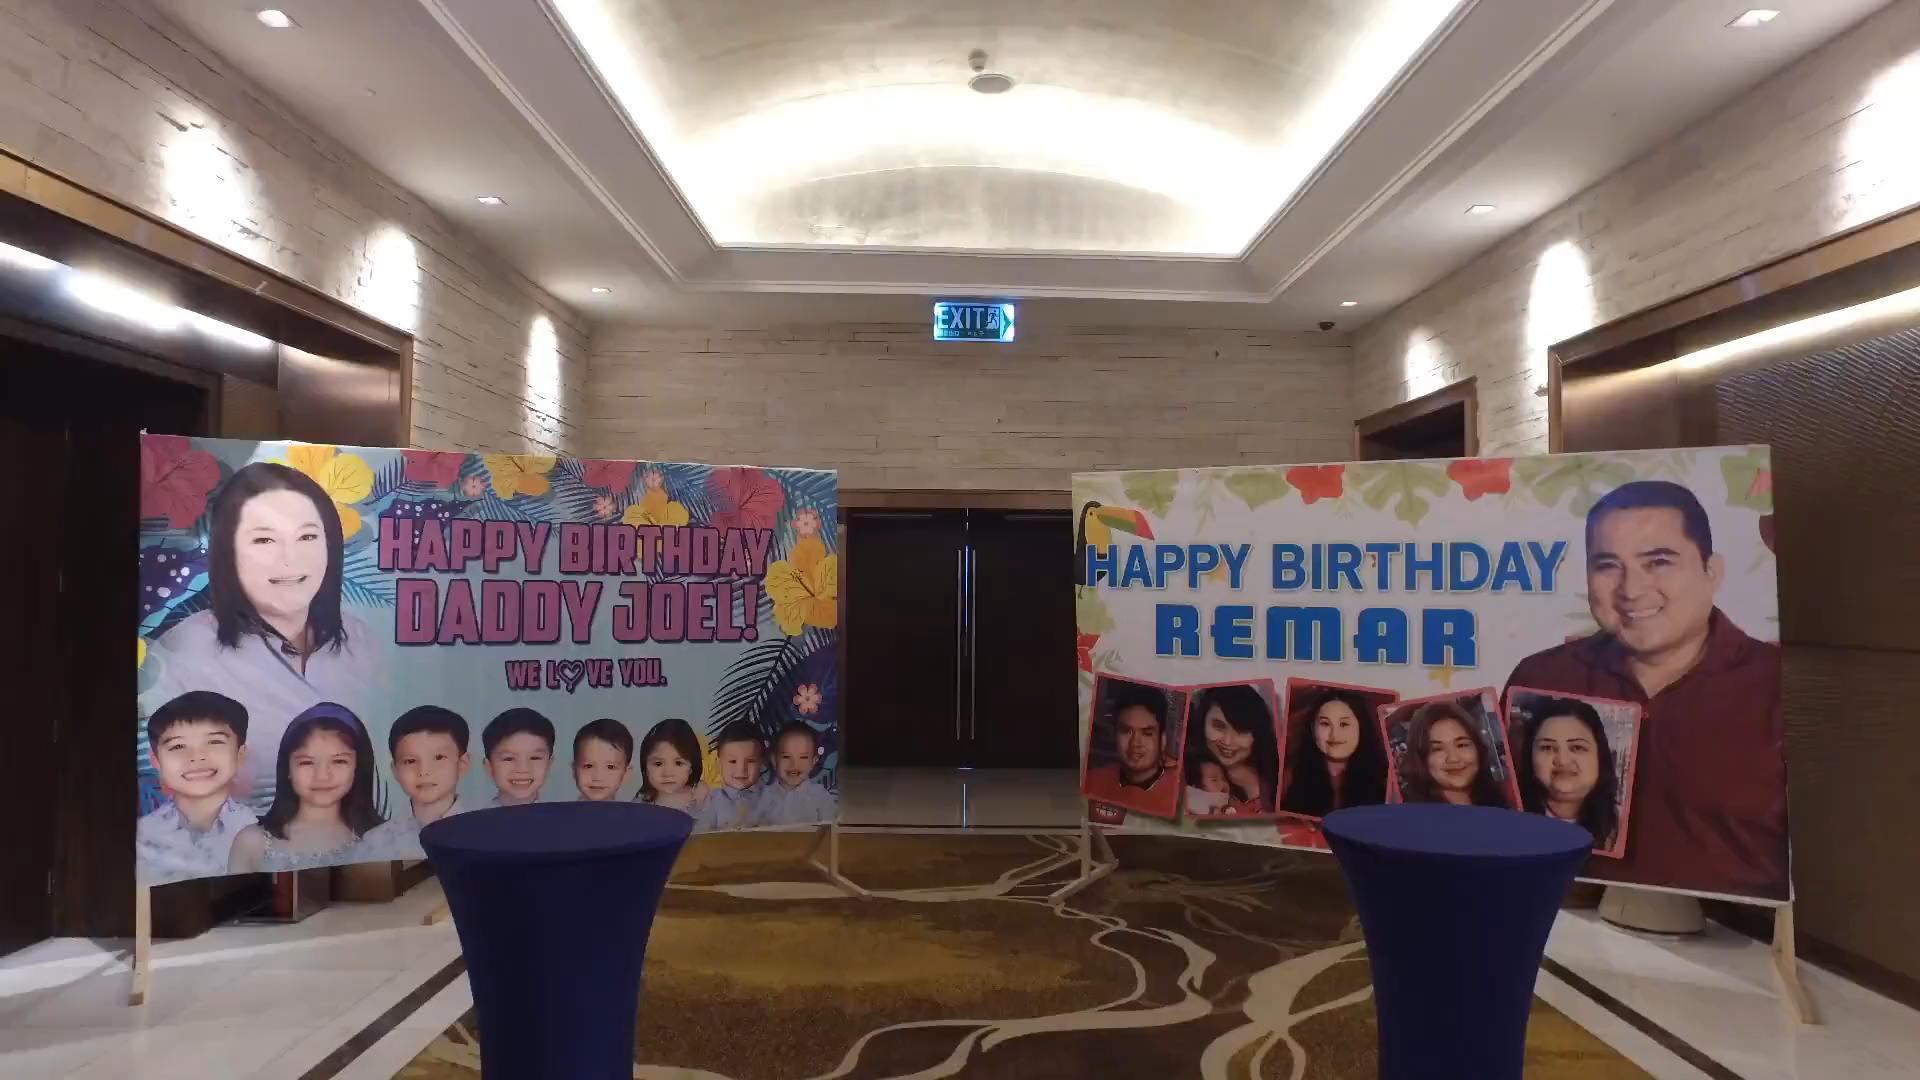 EXIT
HAPPY BIRTHDAY
DADDY JOEL!
WE LOVE YOU.
HAPPY BIRTHDAY
REMAR